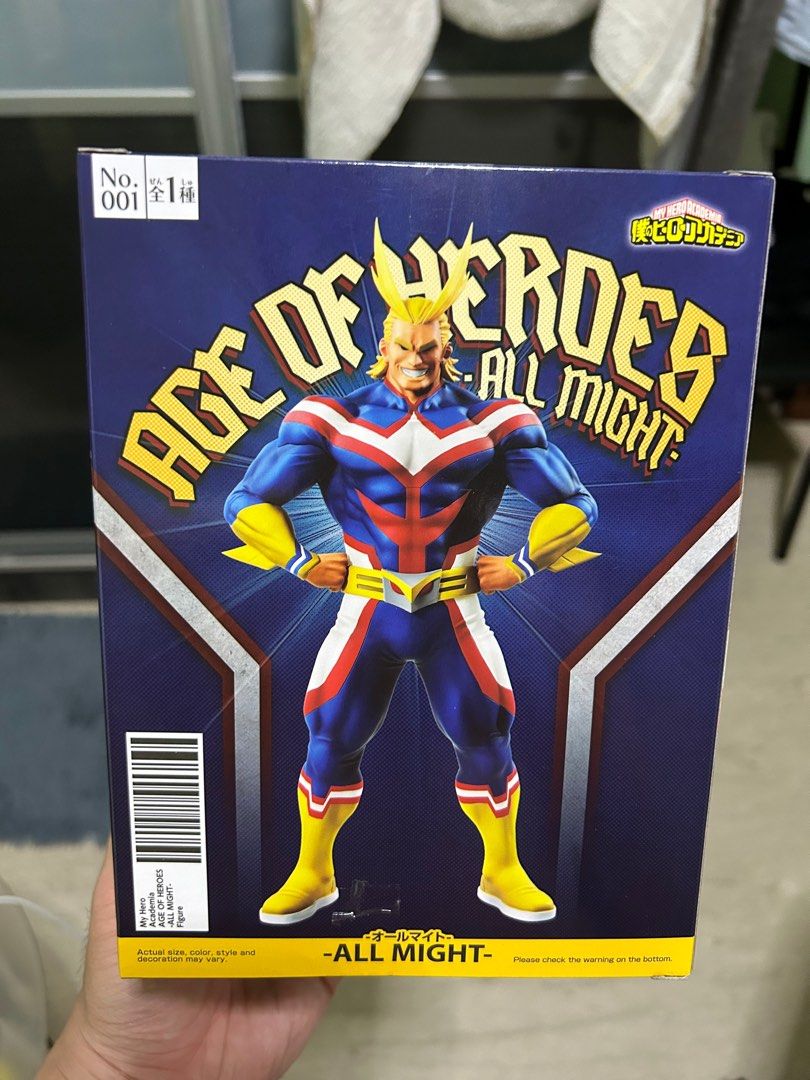 No.
001
ぜん しゅ
全1種
MY HERO ACADEMIA
僕のヒーローアカデミア
AGE OF HEROES
-ALL MIGHT-
My Hero
Academia
AGE OF HEROES
-ALL MIGHT-
Figure
Actual size, color, style and
decoration may vary.
-オールマイト-
-ALL MIGHT-
Please check the warning on the bottom.